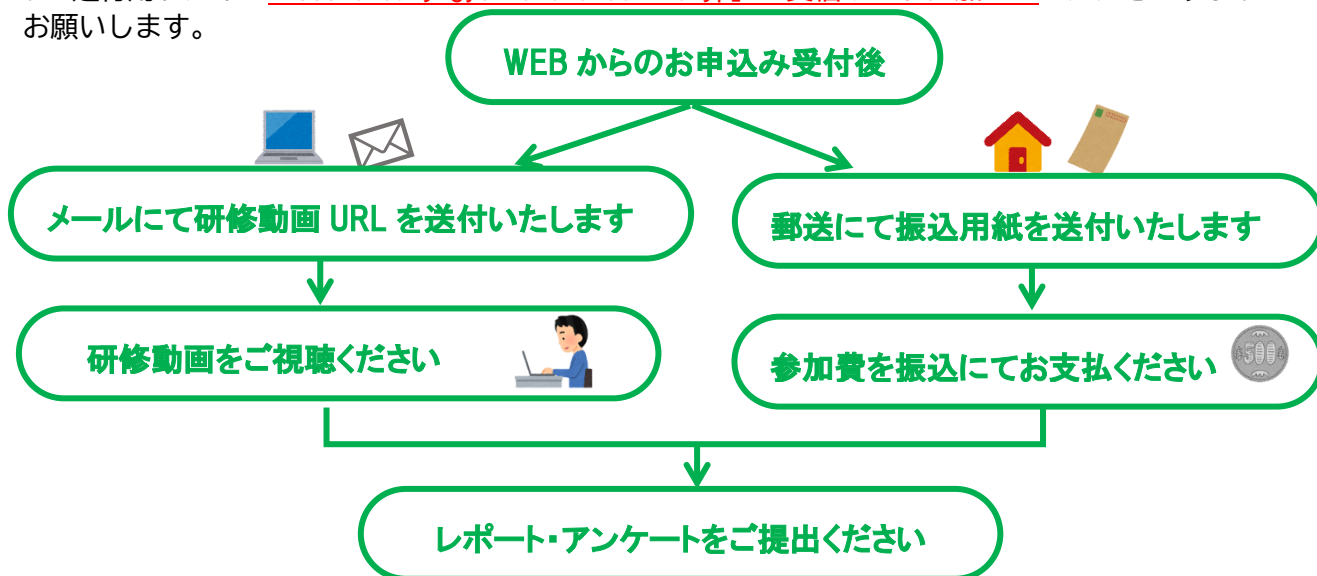 お願いします。
WEB からのお申込み受付後
メールにて研修動画 URL を送付いたします
郵送にて振込用紙を送付いたします
研修動画をご視聴ください
参加費を振込にてお支払ください
500
レポート・アンケートをご提出ください